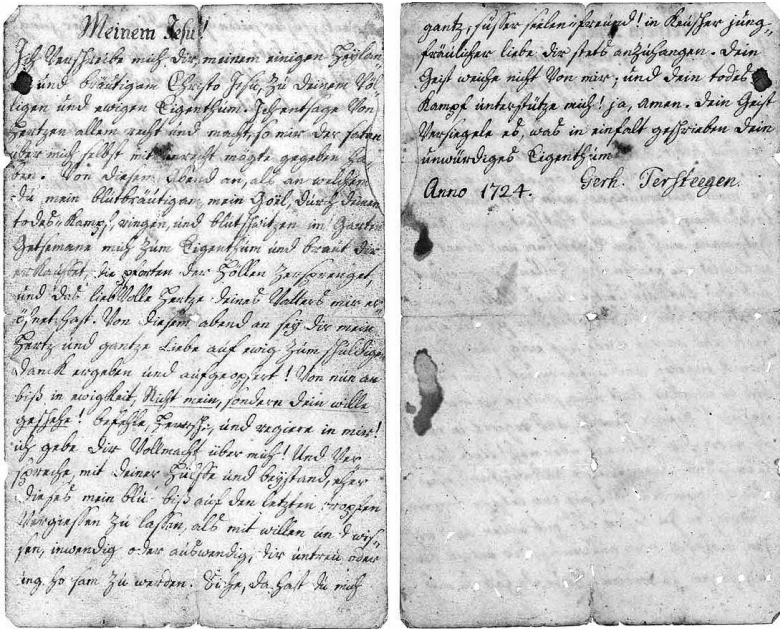 Meinem Jesu!
Ich Verschreibe mich dir, meinem einigen Heylan
und bräutigam Christo Jesu, zu deinem Völ-
ligen und ewigen Eigenthum. Ich entsage Von
Hertzen allem recht und macht, so mir der satan
über mich selbst mit unrecht mögte gegeben ha-
ben. Von diesem Abend an, als an welchem
du mein blutbräutigam, mein Goël, durch deinen
todes-Kampf, ringen, und blutschwitzen im Garten
Getsemane mich zum Eigenthum und braut dir
erkauffet, die pforten der Höllen zersprenget,
und das liebVolle Hertze deines Vatters mir er-
öfnet hast. Von diesem abend an sey dir mein
Hertz und gantze Liebe auf ewig zum schuldigen
danck ergeben und aufgeopfert! Von nun an
biß in ewigkeit, Nicht mein, sondern dein wille
geschehe! befehle, Herrsche, und regiere in mir!
ich gebe dir Vollmacht über mich! Und Ver
spreche, mit deiner Hülffe und beystand, eher
dieses mein blu biß auf den letzten tropfen
Vergiessen zu lassen, als mit willen und wis-
sen, inwendig oder auswendig, dir untreu oder
ungehorsam zu werden. Siehe, da hast du mich
gantz, süsser seelen-freund! in keuscher jung-
fräulicher liebe dir stets anzuhangen. Dein
Geist weiche nicht Von mir; und dein todes
Kampf unterstütze mich! ja, amen. Dein Geist
Versiegele es, was in einfalt geschrieben Dein
unwürdiges Eigenthum
Anno 1724. Gerh. Tersteegen.